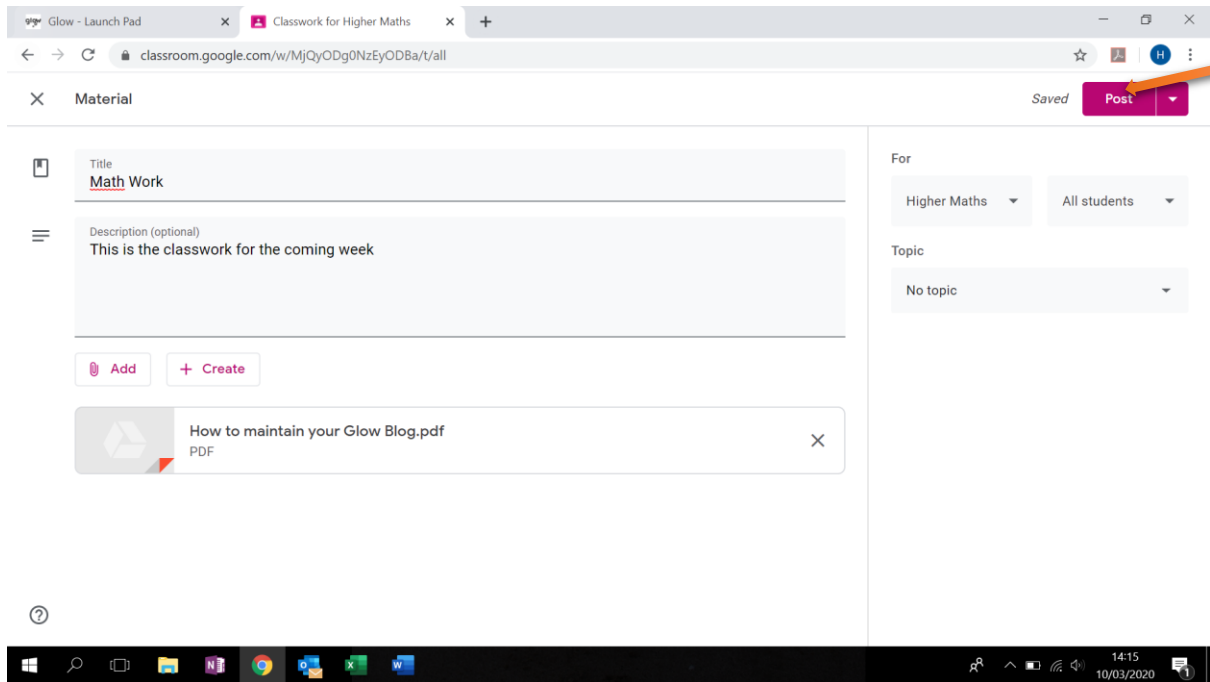 glow Glow - Launch Pad
Classwork for Higher Maths
classroom.google.com/w/MjQyODg0NzEyODBa/t/all
H
Material
Saved
Post
Title
Math Work
Description (optional)
This is the classwork for the coming week
Add
+ Create
How to maintain your Glow Blog.pdf
PDF
For
Higher Maths
All students
Topic
No topic
14:15
10/03/2020
1